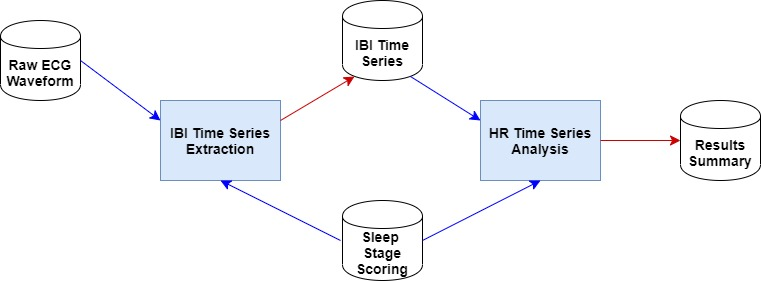 Raw ECG
Waveform
IBI Time Series
Extraction
IBI Time
Series
Sleep
Stage
Scoring
HR Time Series
Analysis
Results
Summary